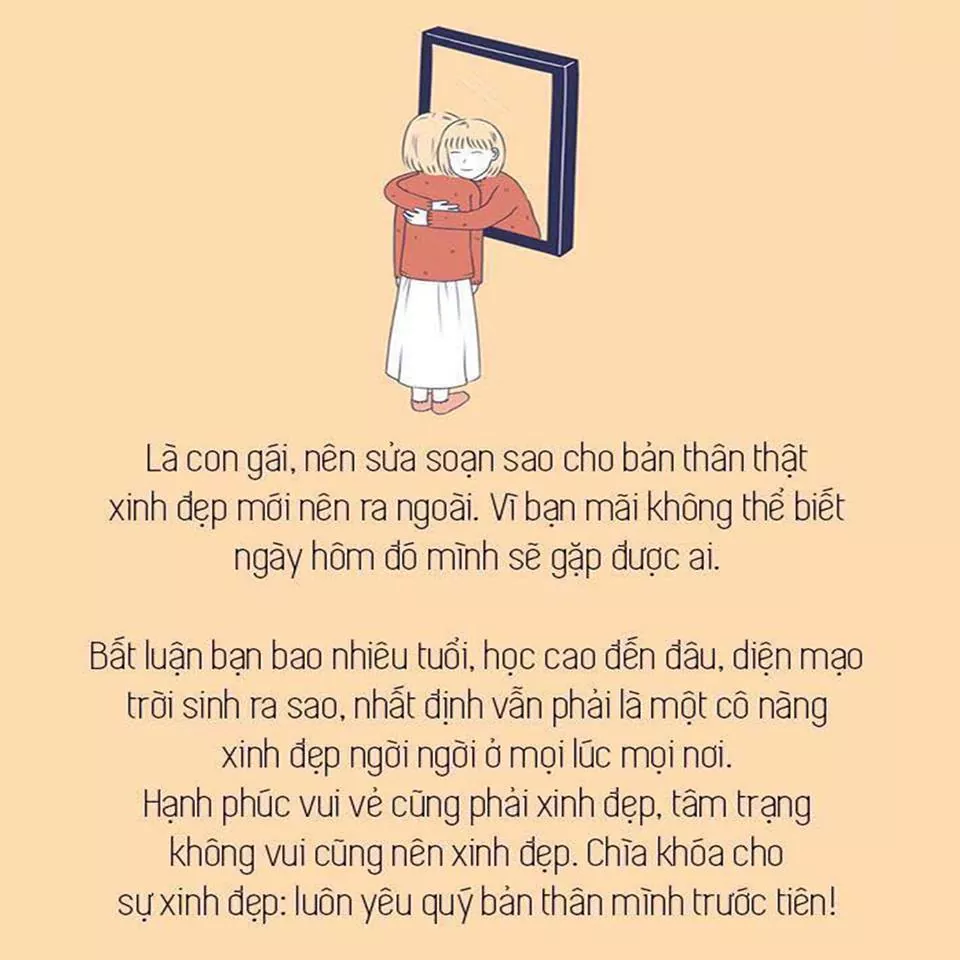 Là con gái, nên sửa soạn sao cho bản thân thật
xinh đẹp mới nên ra ngoài. Vì bạn mãi không thể biết
ngày hôm đó mình sẽ gặp được ai.
Bất luận bạn bao nhiêu tuổi, học cao đến đâu, diện mạo
trời sinh ra sao, nhất định vẫn phải là một cô nàng
xinh đẹp ngời ngời ở mọi lúc mọi nơi.
Hạnh phúc vui vẻ cũng phải xinh đẹp, tâm trạng
không vui cũng nên xinh đẹp. Chìa khóa cho
sự xinh đẹp: luôn yêu quý bản thân mình trước tiên!